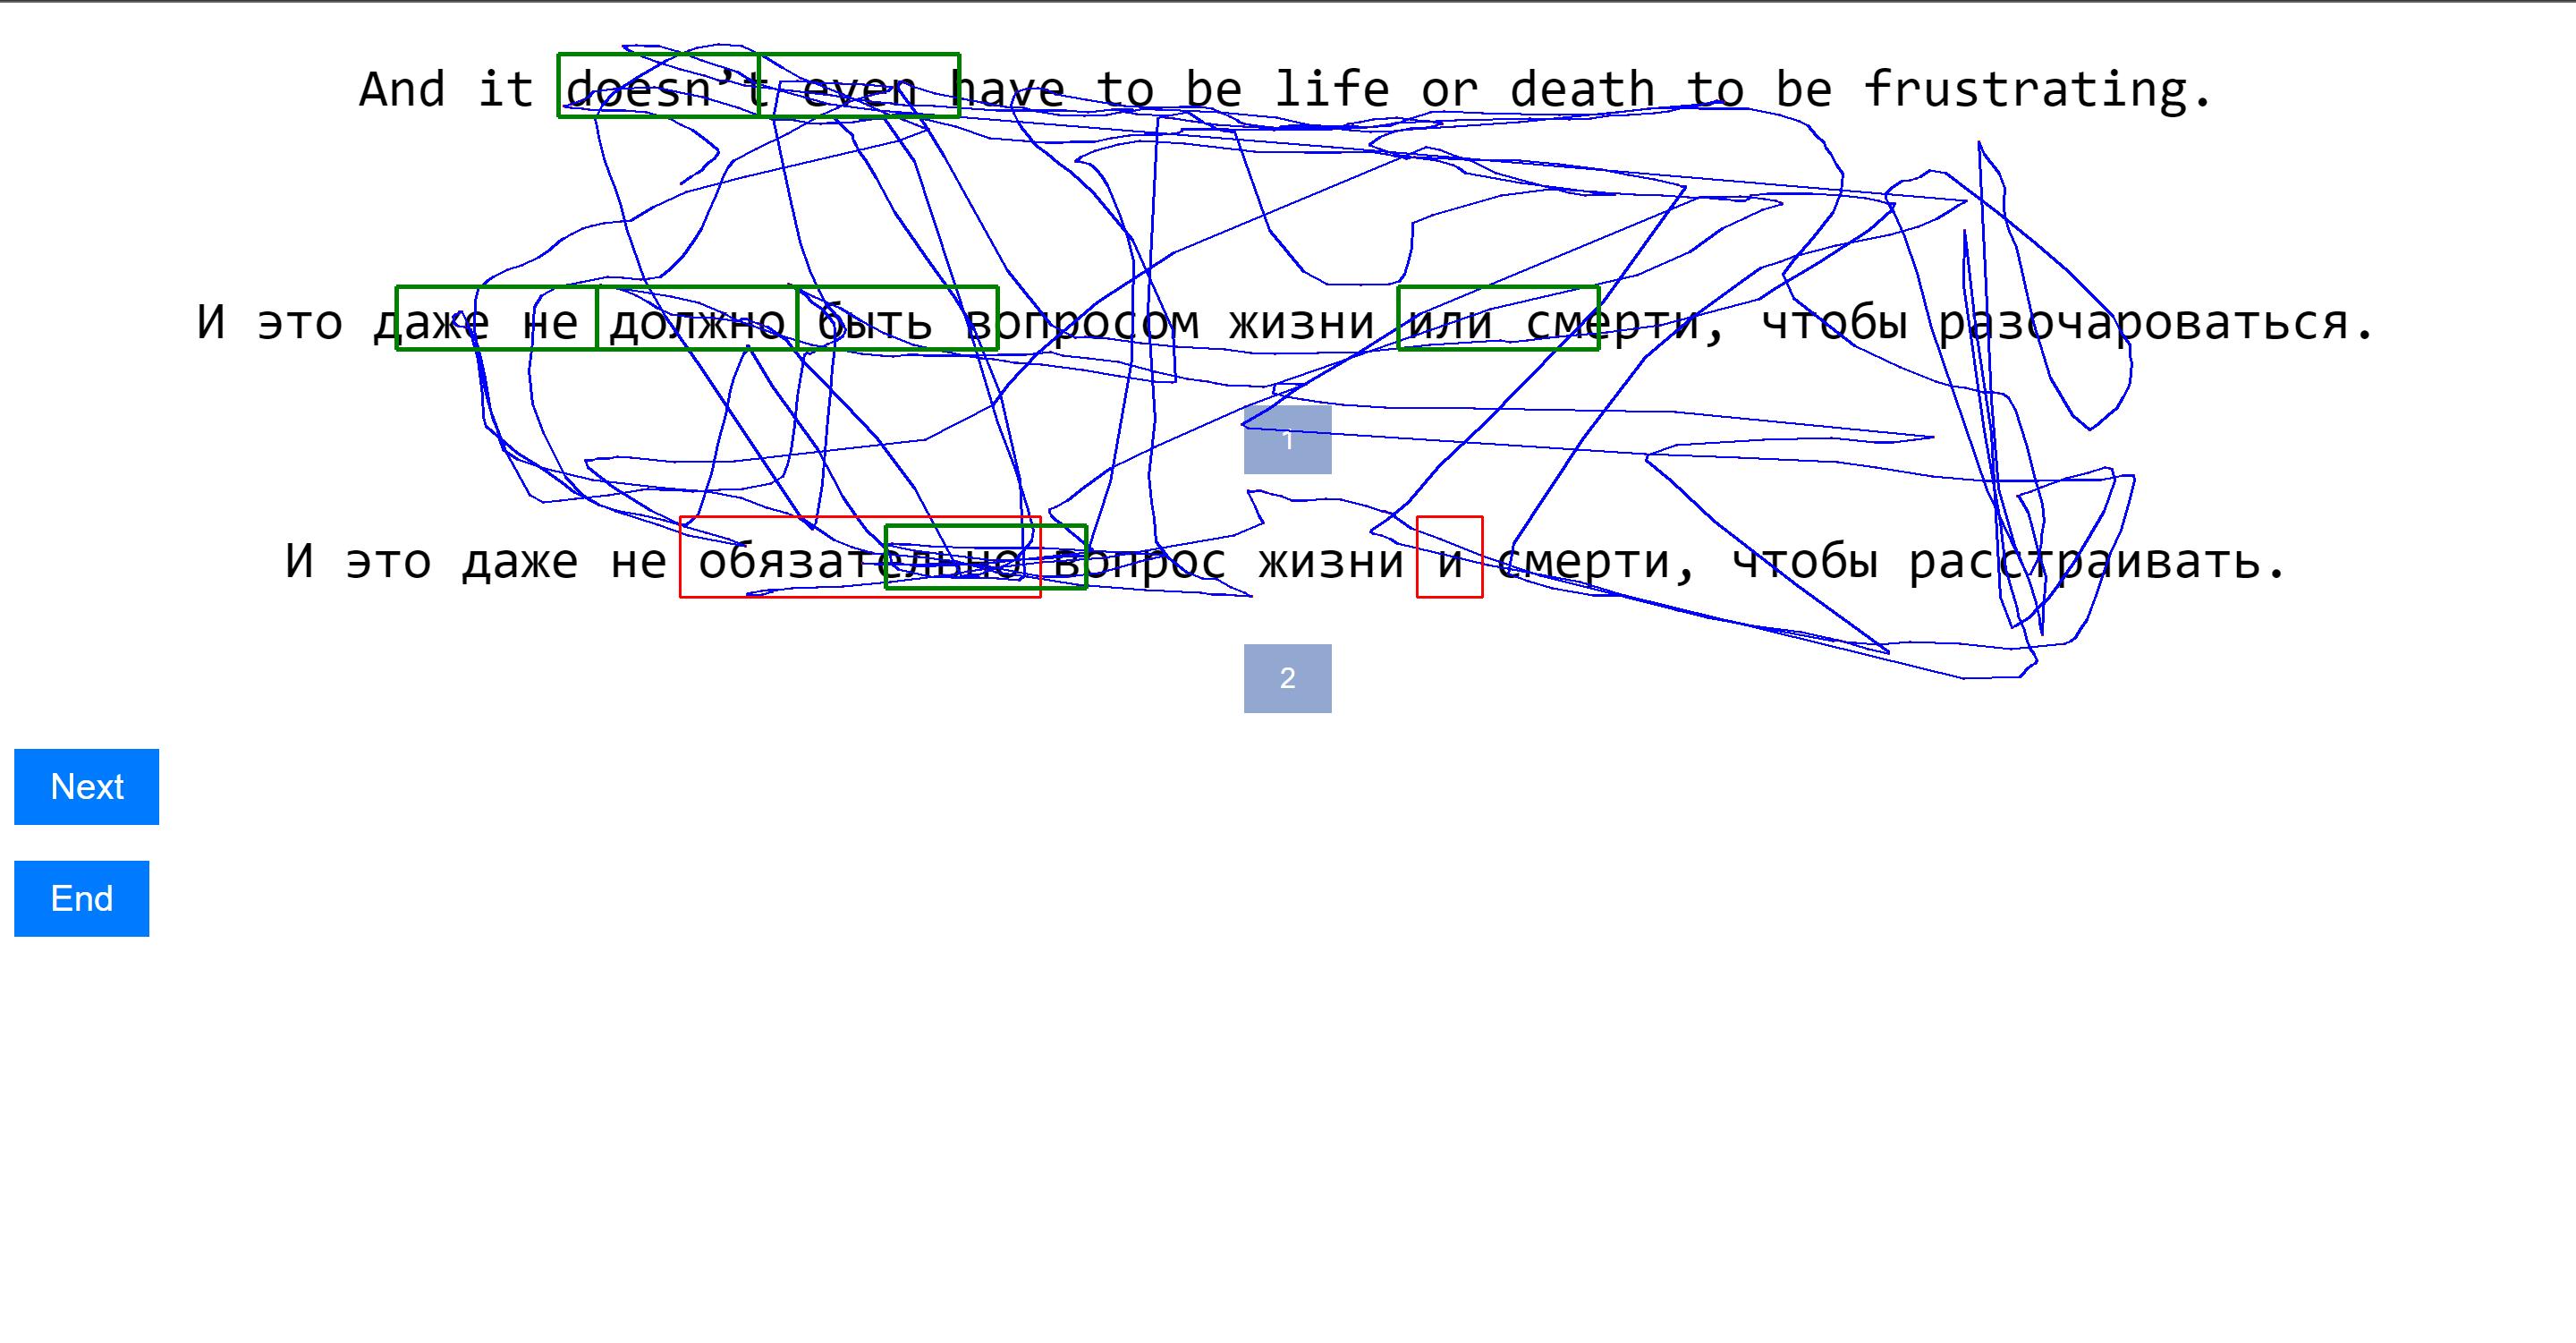 And it doesn’t even have to be life or death to be frustrating.
И это даже не должно быть вопросом жизни или смерти, чтобы разочароваться.
1
И это даже не обязательно вопрос жизни и смерти, чтобы расстраивать.
2
Next
End